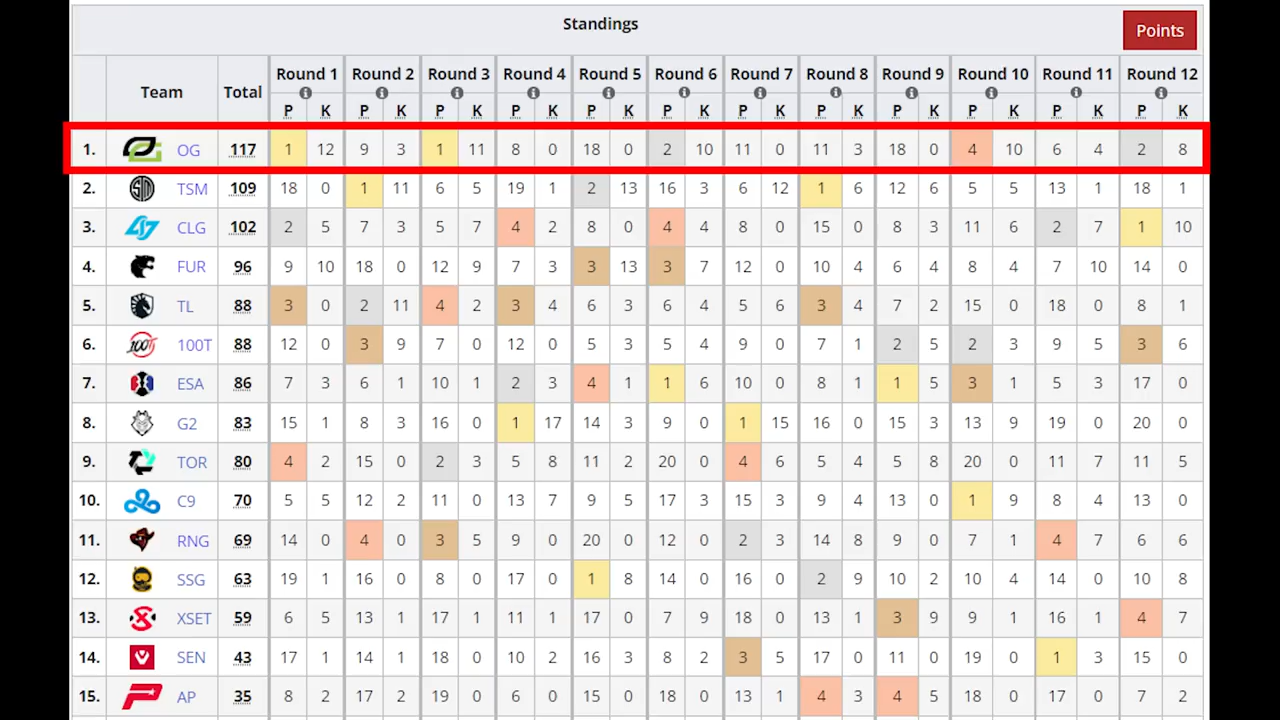 Standings
Points
Team Total Round 1 Round 2 Round 3 Round 4 Round 5 Round 6 Round 7 Round 8 Round 9 Round 10 Round 11 Round 12
P K P K P K P K P K P K P K P K P K P K P K P K
1. OG 117 1 12 9 3 1 11 8 0 18 0 2 10 11 0 11 3 18 0 4 10 6 4 2 8
2. TSM 109 18 0 1 11 6 5 19 1 2 13 16 3 6 12 1 6 12 6 5 5 13 1 18 1
3. CLG 102 2 5 7 3 5 7 4 2 8 0 4 4 8 0 15 0 8 3 11 6 2 7 1 10
4. FUR 96 9 10 18 0 12 9 7 3 3 13 3 7 12 0 10 4 6 4 8 4 7 10 14 0
5. TL 88 3 0 2 11 4 2 3 4 6 3 6 4 5 6 3 4 7 2 15 0 18 0 8 1
6. 100T 88 12 0 3 9 7 0 12 0 5 3 5 4 9 0 7 1 2 5 2 3 9 5 3 6
7. ESA 86 7 3 6 1 10 1 2 3 4 1 1 6 10 0 8 1 1 5 3 1 5 3 17 0
8. G2 83 15 1 8 3 16 0 1 17 14 3 9 0 1 15 16 0 15 3 13 9 19 0 20 0
9. TOR 80 4 2 15 0 2 3 5 8 11 2 20 0 4 6 5 4 5 8 20 0 11 7 11 5
10. C9 70 5 5 12 2 11 0 13 7 9 5 17 3 15 3 9 4 13 0 1 9 8 4 13 0
11. RNG 69 14 0 4 0 3 5 9 0 20 0 12 0 2 3 14 8 9 0 7 1 4 7 6 6
12. SSG 63 19 1 16 0 8 0 17 0 1 8 14 0 16 0 2 9 10 2 10 4 14 0 10 8
13. XSET 59 6 5 13 1 17 1 11 1 17 0 7 9 18 0 13 1 3 9 9 1 16 1 4 7
14. SEN 43 17 1 14 1 18 0 10 2 16 3 8 2 3 5 17 0 11 0 19 0 1 3 15 0
15. AP 35 8 2 17 2 19 0 6 0 15 0 18 0 13 1 4 3 4 5 18 0 17 0 7 2